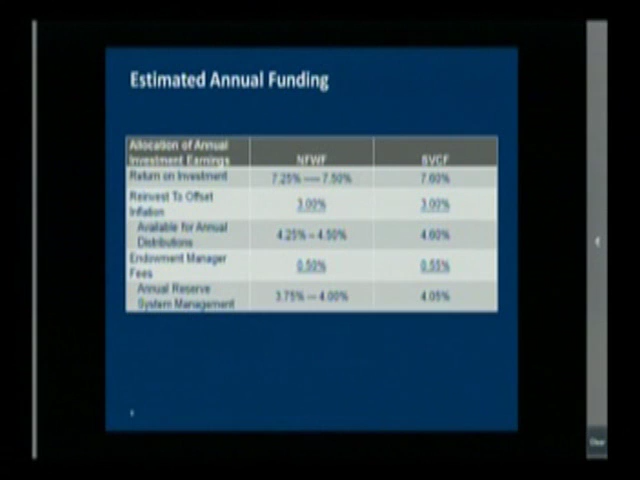 Estimated Annual Funding
Allocation of Annual
Investment Earnings NFWF SVCF
Return on Investment 7.25% — 7.50% 7.60%
Reinvest To Offset
Inflation 3.00% 3.00%
Available for Annual
Distributions 4.25% – 4.50% 4.60%
Endowment Manager
Fees 0.50% 0.55%
Annual Reserve
System Management 3.75% — 4.00% 4.05%
Clear